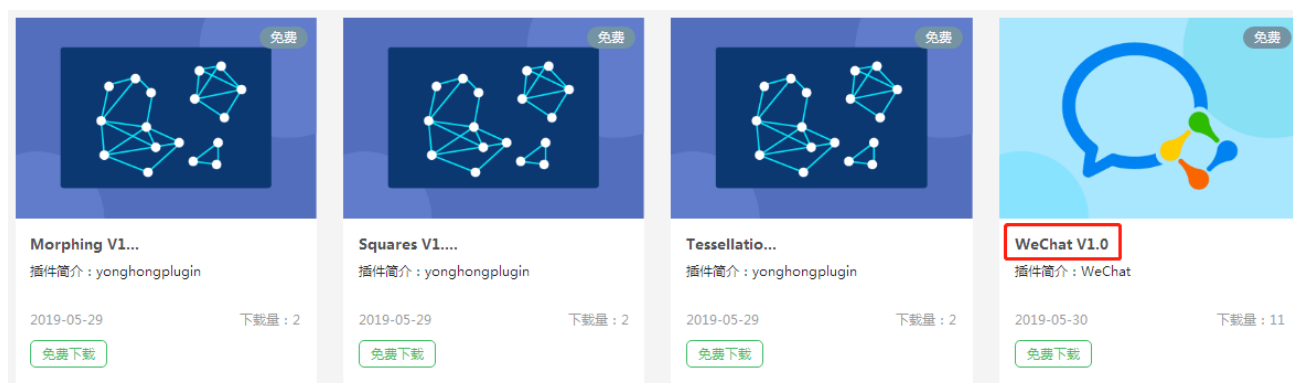 免费
免费
免费
免费
Morphing V1...
Squares V1....
Tessellatio...
WeChat V1.0
插件简介：yonghongplugin
插件简介：yonghongplugin
插件简介：yonghongplugin
插件简介：WeChat
2019-05-29 下载量：2
2019-05-29 下载量：2
2019-05-29 下载量：2
2019-05-30 下载量：11
免费下载
免费下载
免费下载
免费下载